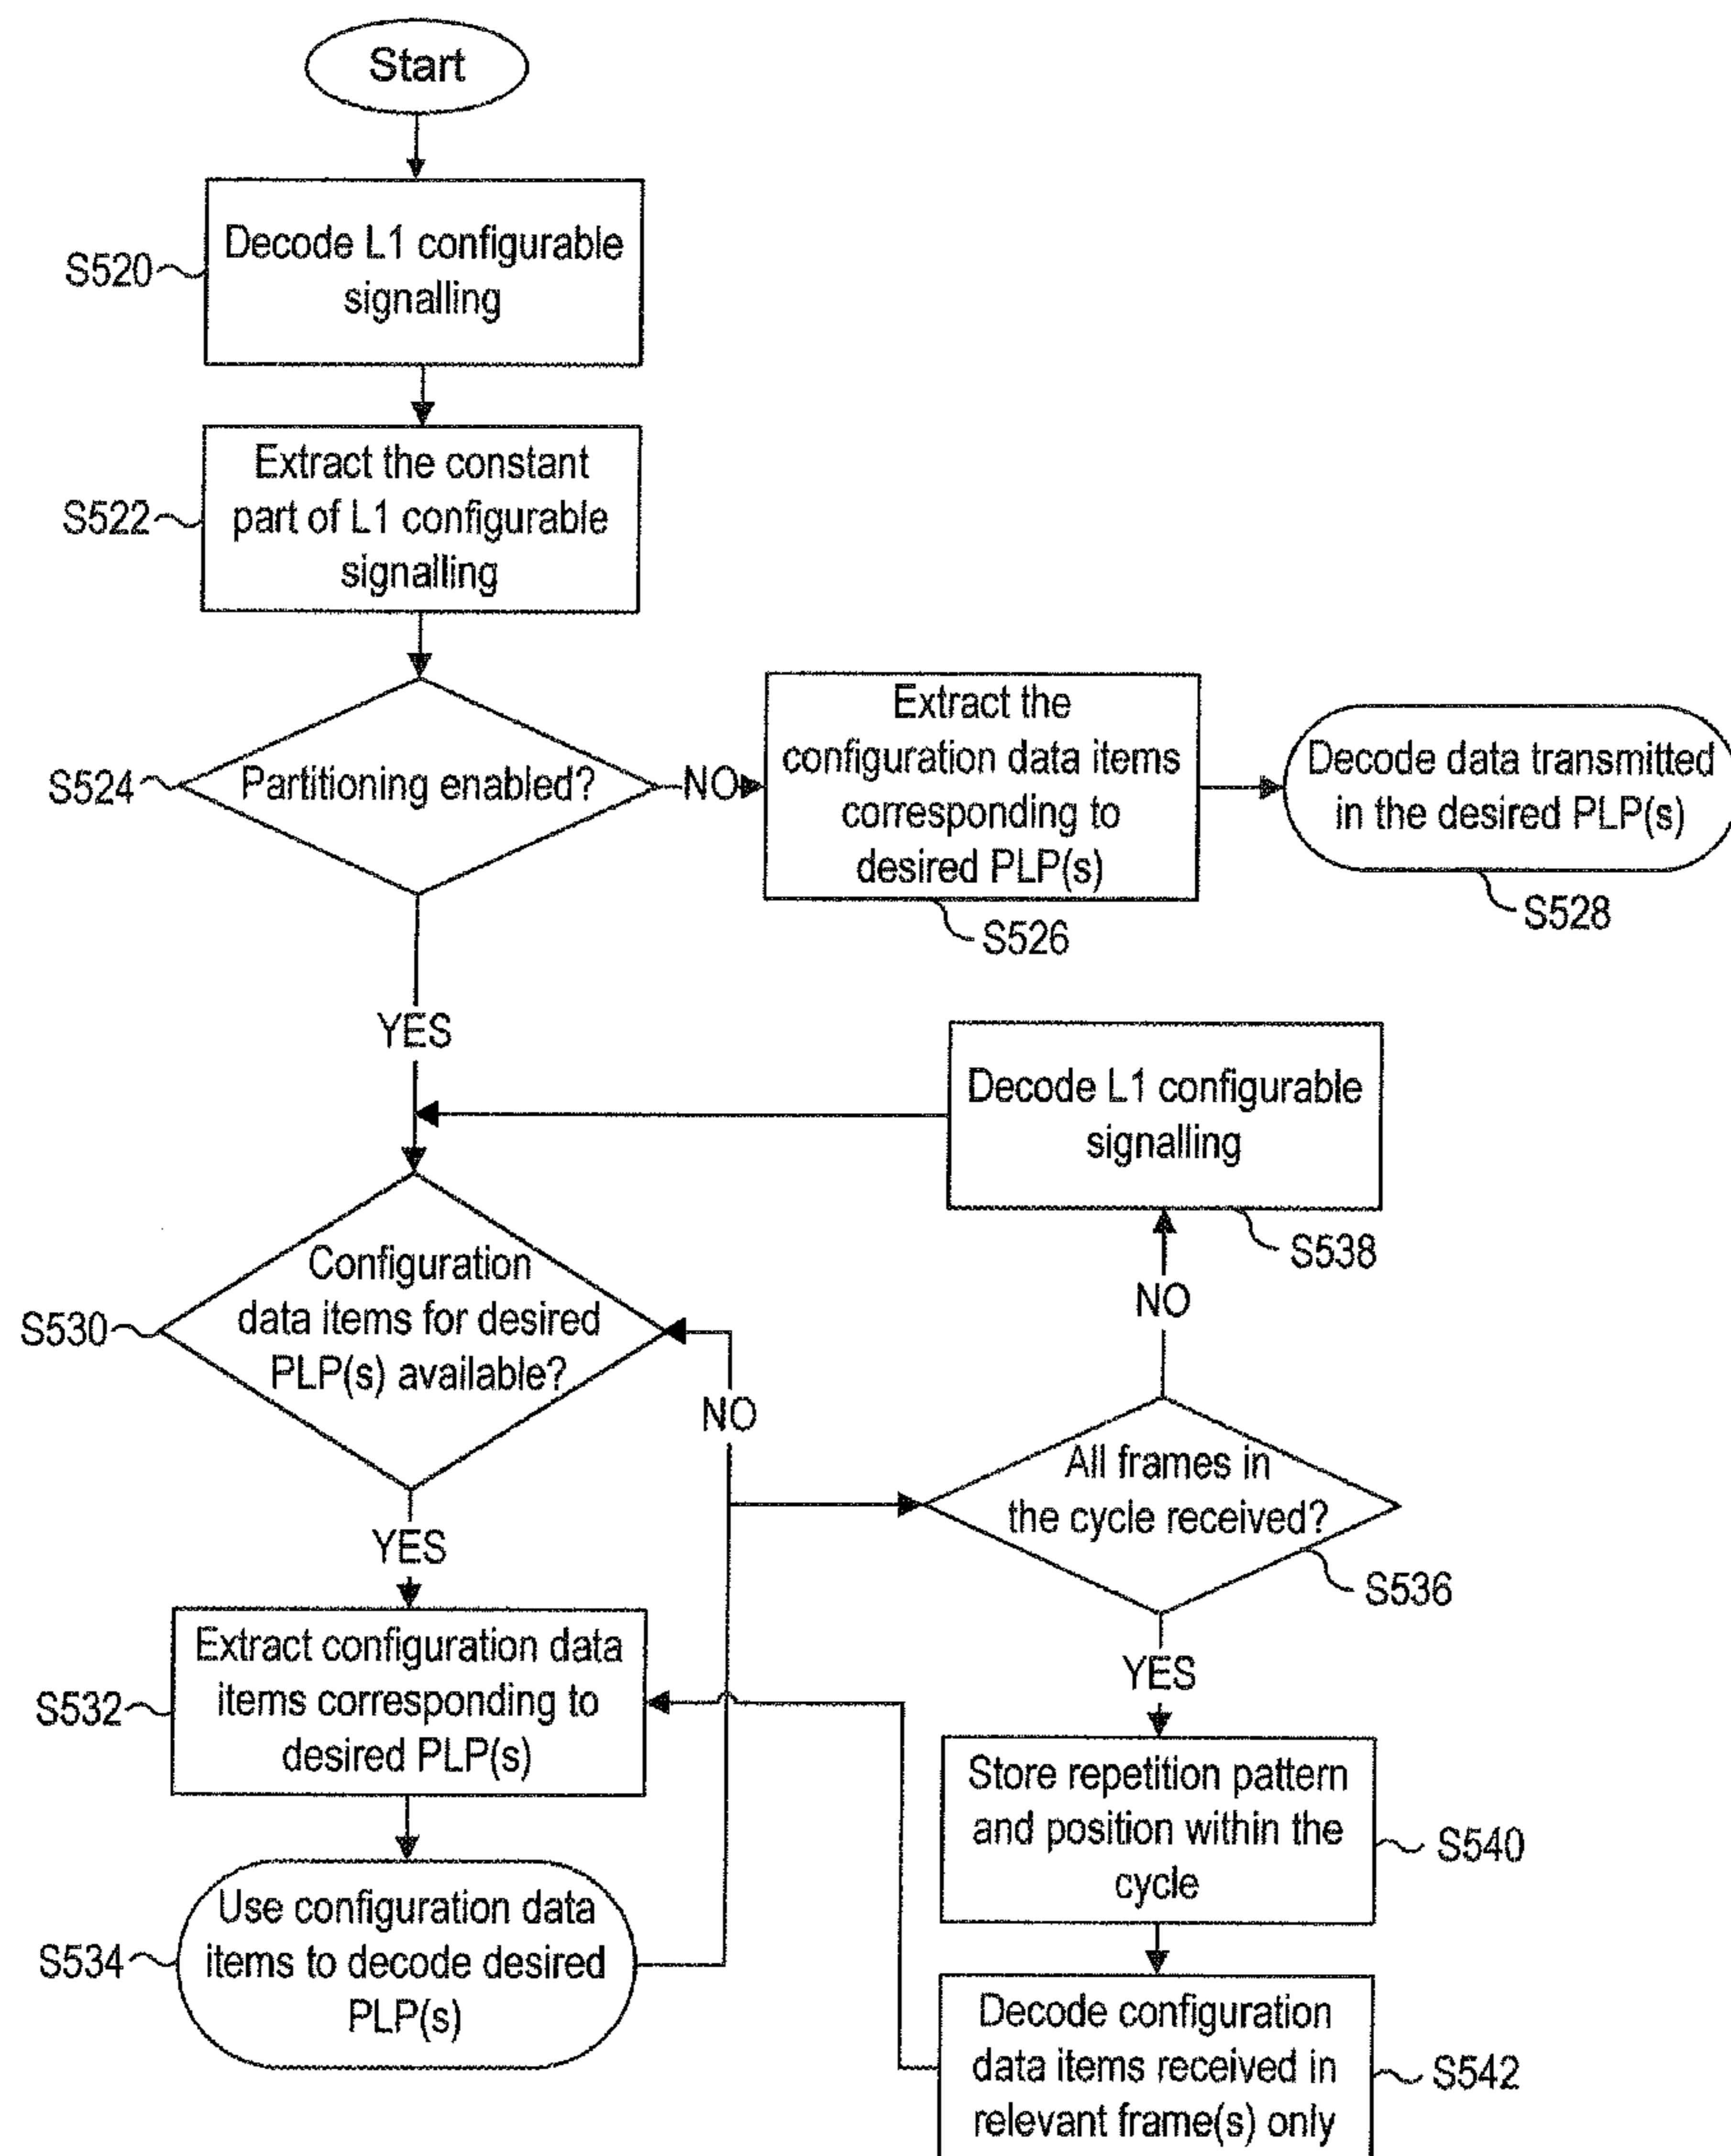 Start
S520
Decode L1 configurable
signalling
S522
Extract the constant
part of L1 configurable
signalling
S524
Partitioning enabled?
NO
Extract the
configuration data items
corresponding to
desired PLP(s)
S526
Decode data transmitted
in the desired PLP(s)
S528
YES
Decode L1 configurable
signalling
S538
S530
Configuration
data items for desired
PLP(s) available?
NO
NO
All frames in
the cycle received?
S536
YES
YES
S532
Extract configuration data
items corresponding to
desired PLP(s)
Store repetition pattern
and position within the
cycle
S540
S534
Use configuration data
items to decode desired
PLP(s)
Decode configuration
data items received in
relevant frame(s) only
S542